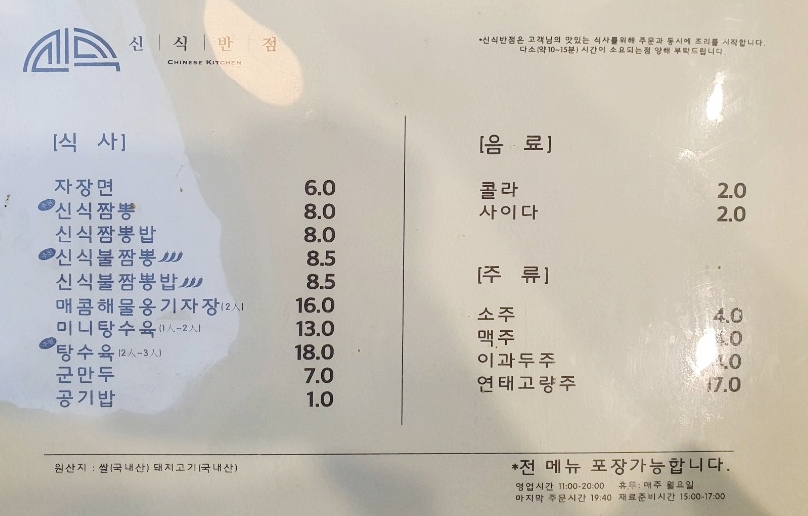 신식반점
CHINESE KITCHEN
*신식반점은 고객님의 맛있는 식사를위해 주문과 동시에 조리를 시작합니다.
다소(약10~15분) 시간이 소요되는점 양해 부탁드립니다.
[식 사]
자장면 6.0
신식짬뽕 8.0
신식짬뽕밥 8.0
신식불짬뽕 8.5
신식불짬뽕밥 8.5
매콤해물옹기자장(2人) 16.0
미니탕수육(1人~2人) 13.0
탕수육(2人~3人) 18.0
군만두 7.0
공기밥 1.0
[음 료]
콜라 2.0
사이다 2.0
[주 류]
소주 4.0
맥주
이과두주
연태고량주 17.0
원산지 : 쌀(국내산) 돼지고기(국내산)
*전 메뉴 포장가능합니다.
영업시간 11:00-20:00 휴무: 매주 월요일
마지막 주문시간 19:40 재료준비시간 15:00-17:00